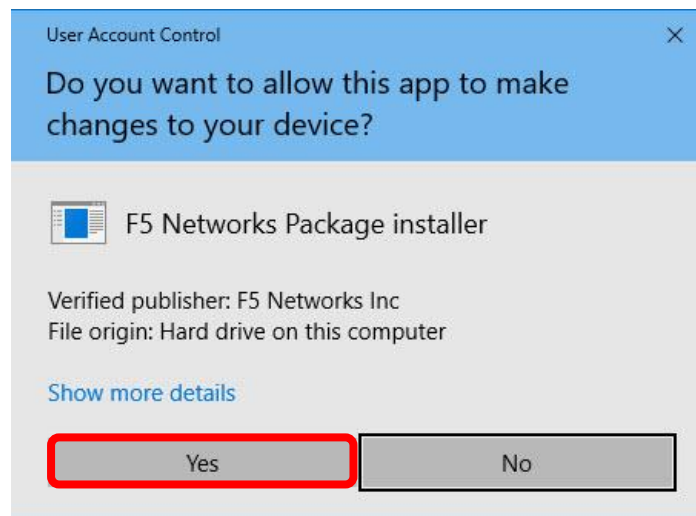 User Account Control
Do you want to allow this app to make
changes to your device?
F5 Networks Package installer
Verified publisher: F5 Networks Inc
File origin: Hard drive on this computer
Show more details
Yes
No